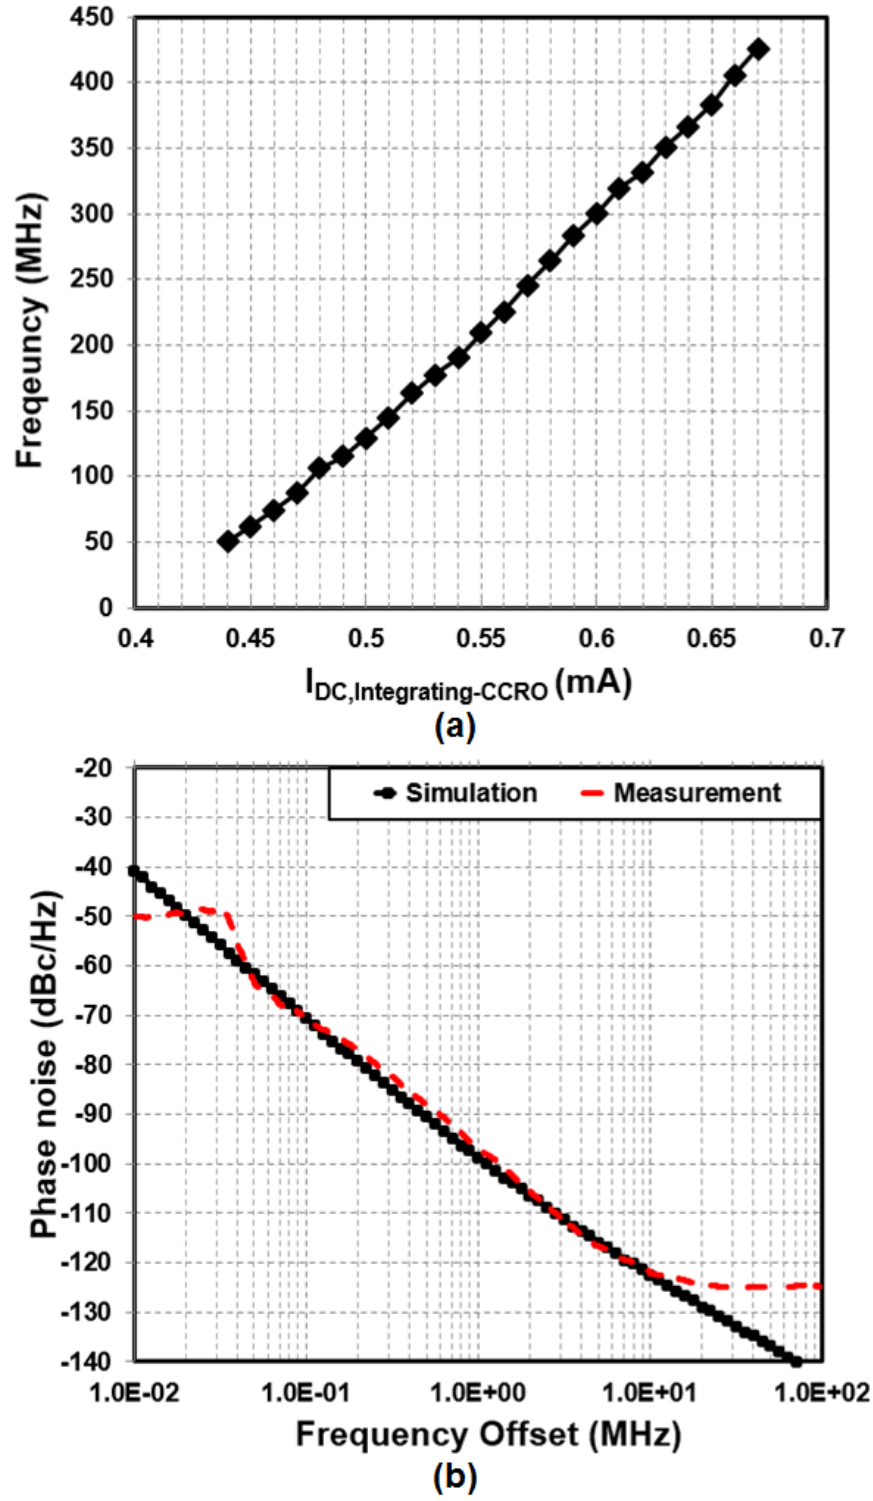 450
400
350
300
250
200
150
100
50
0
Freqeuncy (MHz)
0.4 0.45 0.5 0.55 0.6 0.65 0.7
IDC,Integrating-CCRO (mA)
(a)
-20
-30
-40
-50
-60
-70
-80
-90
-100
-110
-120
-130
-140
Phase noise (dBc/Hz)
Simulation Measurement
1.0E-02 1.0E-01 1.0E+00 1.0E+01 1.0E+02
Frequency Offset (MHz)
(b)